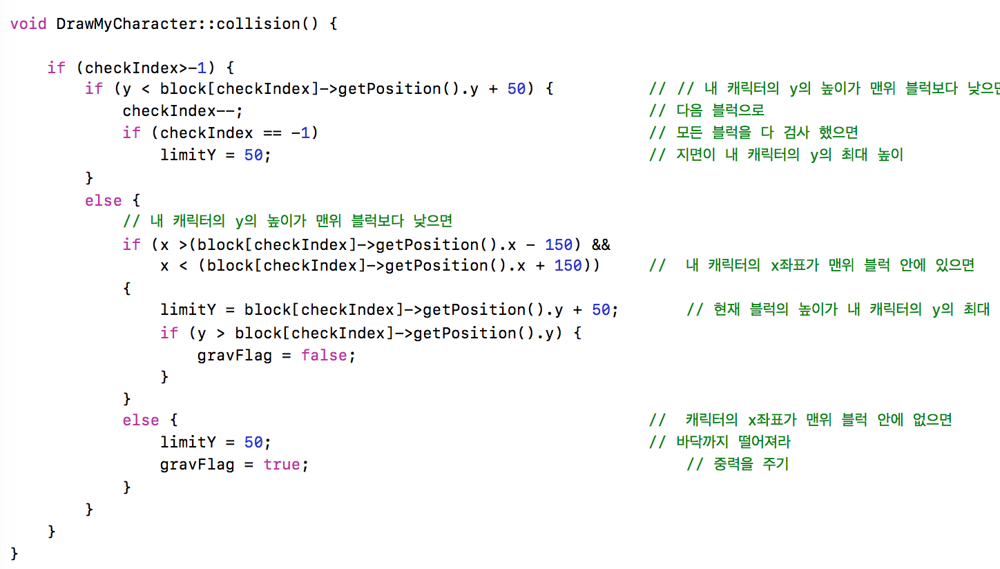 void DrawMyCharacter::collision() {
if (checkIndex>-1) {
if (y < block[checkIndex]->getPosition().y + 50) { // // 내 캐릭터의 y의 높이가 맨위 블럭보다
checkIndex--; // 다음 블럭으로
if (checkIndex == -1) // 모든 블럭을 다 검사 했으면
limitY = 50; // 지면이 내 캐릭터의 y의 최대 높이
}
else {
// 내 캐릭터의 y의 높이가 맨위 블럭보다 낮으면
if (x >(block[checkIndex]->getPosition().x - 150) &&
x < (block[checkIndex]->getPosition().x + 150)) // 내 캐릭터의 x좌표가 맨위 블럭 안에 있으면
{
limitY = block[checkIndex]->getPosition().y + 50; // 현재 블럭의 높이가 내 캐릭터의 y의 최대
if (y > block[checkIndex]->getPosition().y) {
gravFlag = false;
}
}
else { // 캐릭터의 x좌표가 맨위 블럭 안에 없으면
limitY = 50; // 바닥까지 떨어져라
gravFlag = true; // 중력을 주기
}
}
}
}